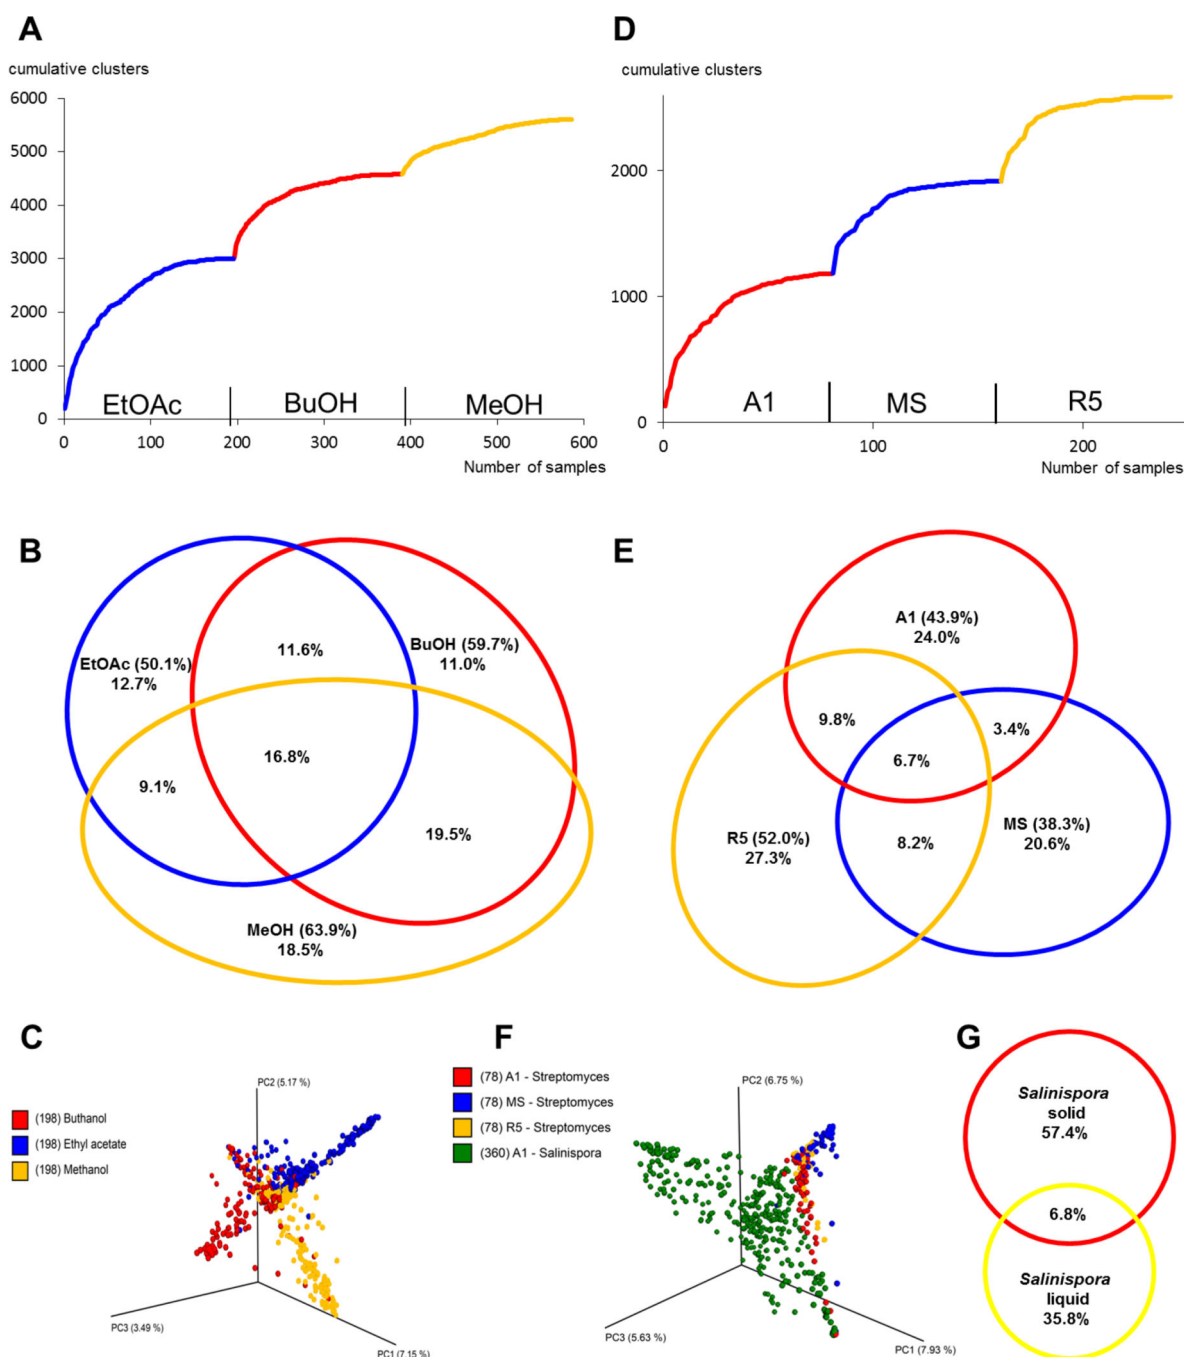 A
cumulative clusters
6000
5000
4000
3000
2000
1000
0
EtOAc
BuOH
MeOH
0
100
200
300
400
500
600
Number of samples
D
cumulative clusters
2000
1000
0
A1
MS
R5
0
100
200
Number of samples
B
EtOAc (50.1%)
12.7%
11.6%
BuOH (59.7%)
11.0%
16.8%
9.1%
19.5%
MeOH (63.9%)
18.5%
E
A1 (43.9%)
24.0%
9.8%
3.4%
6.7%
R5 (52.0%)
27.3%
8.2%
MS (38.3%)
20.6%
C
(198) Buthanol
(198) Ethyl acetate
(198) Methanol
PC2 (5.17 %)
PC3 (3.49 %)
PC1 (7.15 %)
F
(78) A1 - Streptomyces
(78) MS - Streptomyces
(78) R5 - Streptomyces
(360) A1 - Salinispora
PC2 (6.75 %)
PC3 (5.63 %)
PC1 (7.93 %)
G
Salinispora
solid
57.4%
6.8%
Salinispora
liquid
35.8%